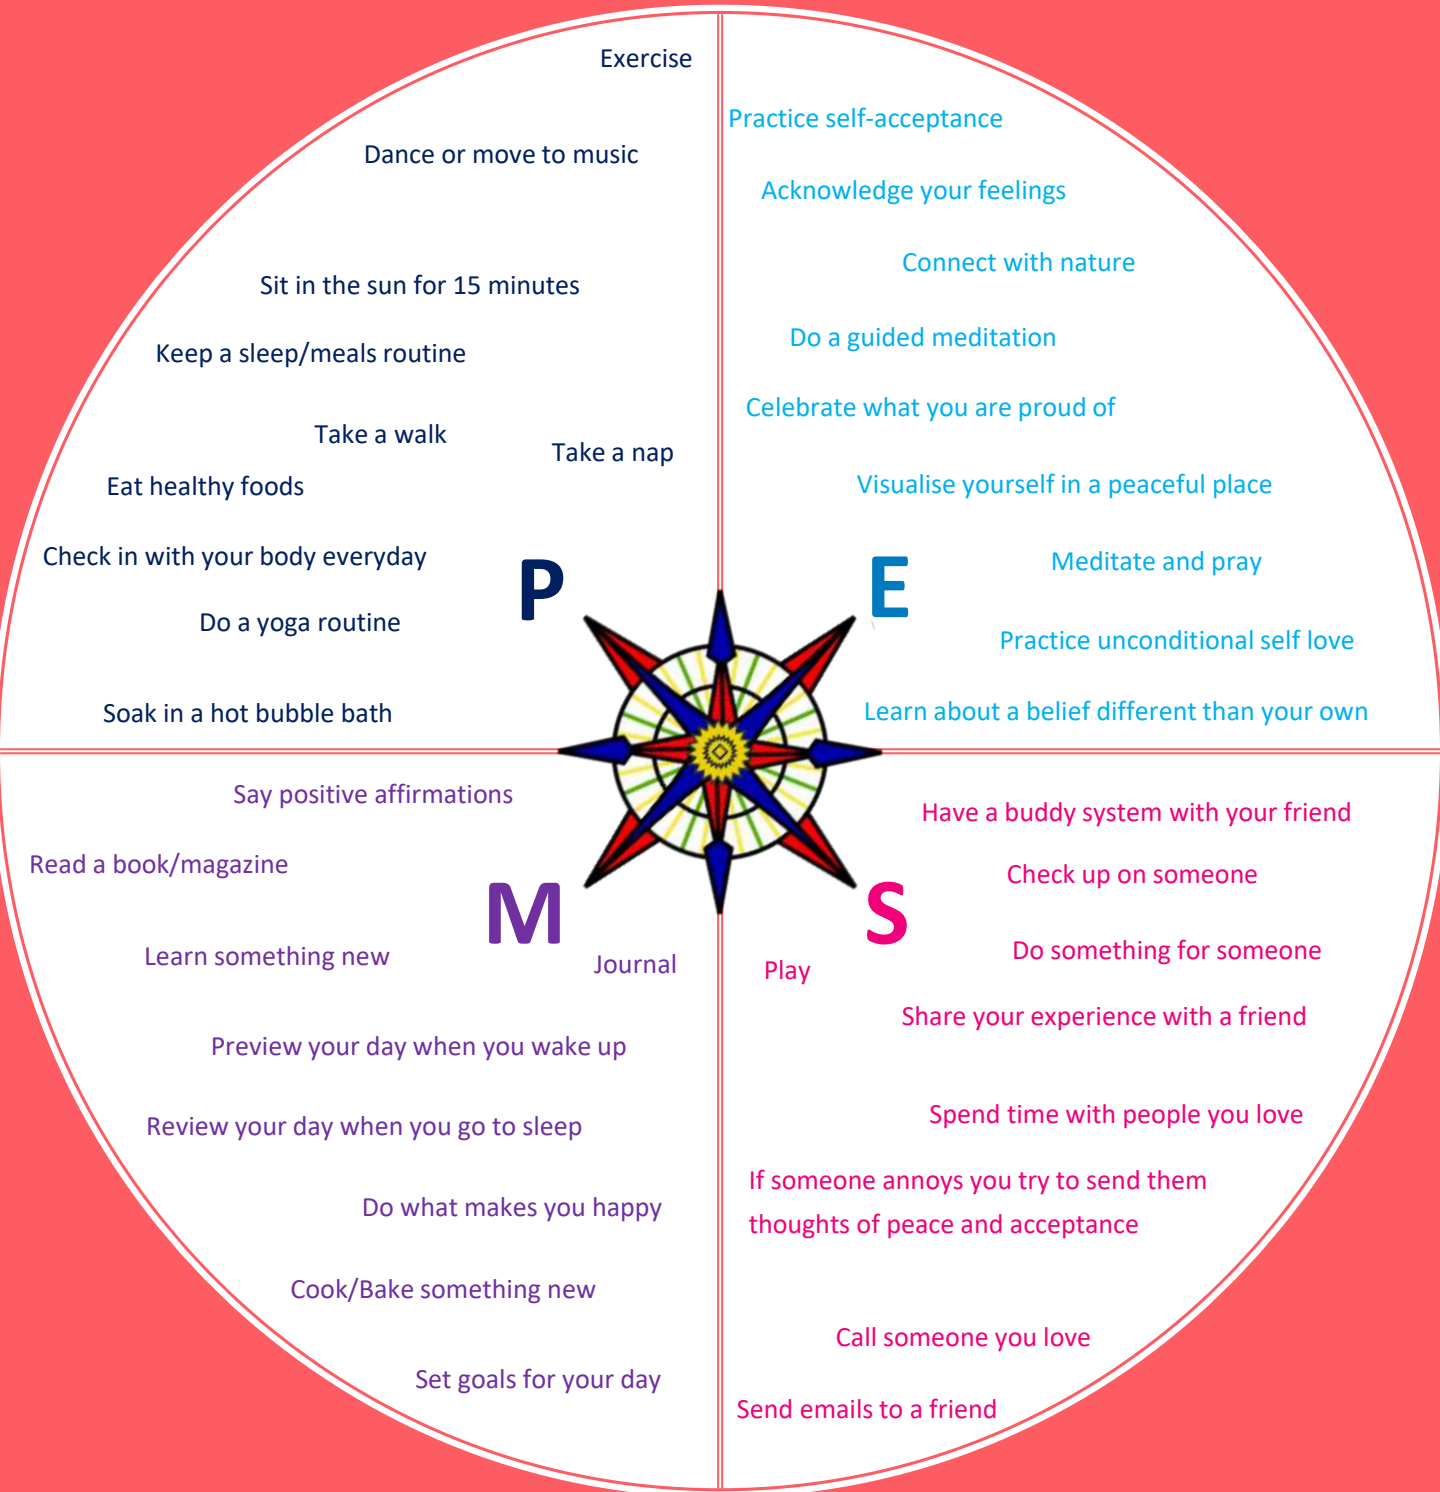 Exercise
Dance or move to music
Sit in the sun for 15 minutes
Keep a sleep/meals routine
Take a walk
Take a nap
Eat healthy foods
Check in with your body everyday
P
Do a yoga routine
Soak in a hot bubble bath
Practice self-acceptance
Acknowledge your feelings
Connect with nature
Do a guided meditation
Celebrate what you are proud of
Visualise yourself in a peaceful place
Meditate and pray
E
Practice unconditional self love
Learn about a belief different than your own
Say positive affirmations
Read a book/magazine
M
Learn something new
Journal
Preview your day when you wake up
Review your day when you go to sleep
Do what makes you happy
Cook/Bake something new
Set goals for your day
Have a buddy system with your friend
Check up on someone
S
Do something for someone
Play
Share your experience with a friend
Spend time with people you love
If someone annoys you try to send them
thoughts of peace and acceptance
Call someone you love
Send emails to a friend